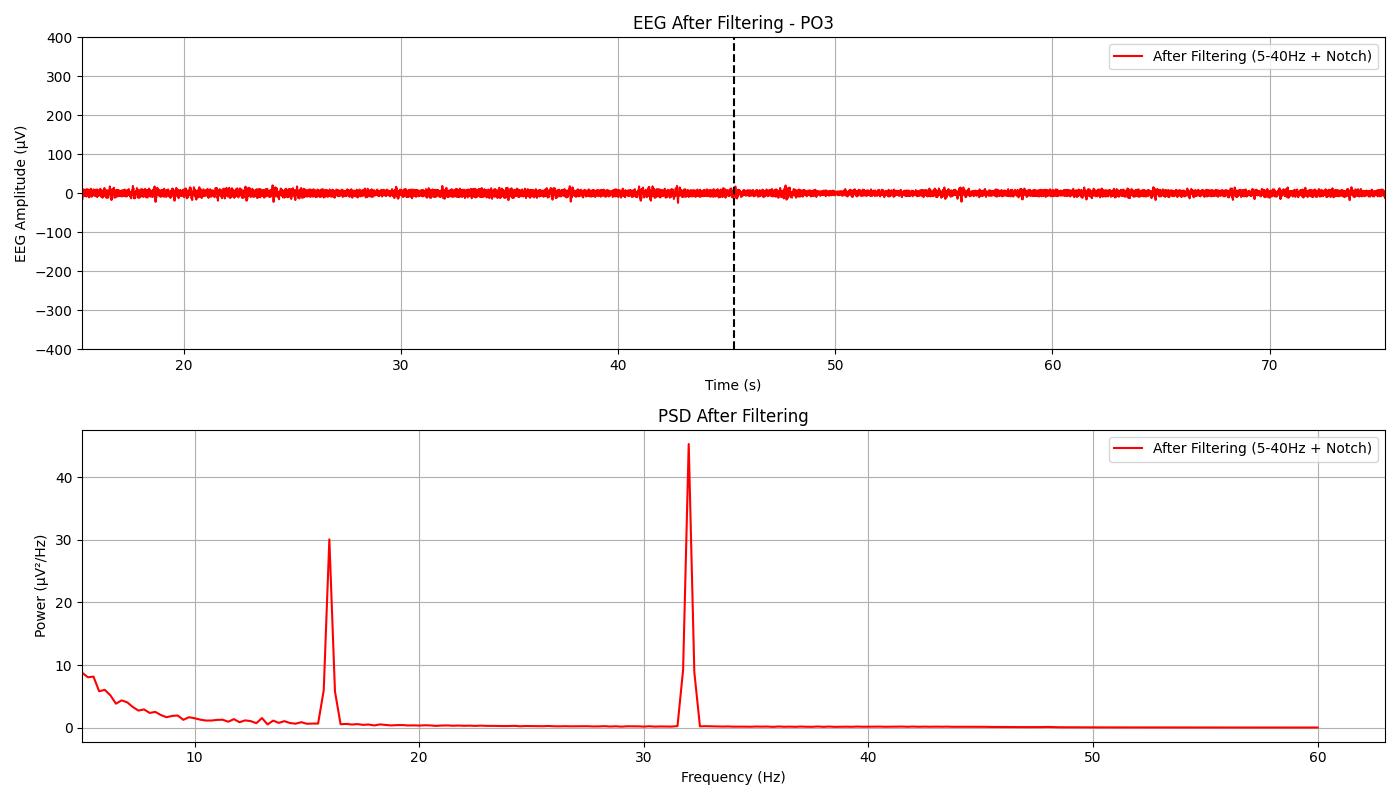 EEG After Filtering - PO3
After Filtering (5-40Hz + Notch)
EEG Amplitude (µV)
400
300
200
100
0
−100
−200
−300
−400
20 30 40 50 60 70
Time (s)
PSD After Filtering
After Filtering (5-40Hz + Notch)
Power (µV²/Hz)
40
30
20
10
0
10 20 30 40 50 60
Frequency (Hz)